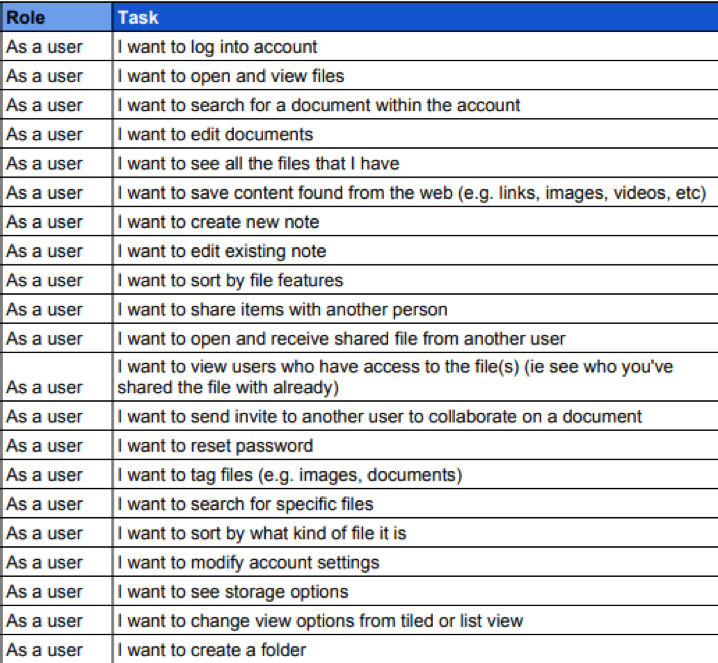 Role Task
As a user I want to log into account
As a user I want to open and view files
As a user I want to search for a document within the account
As a user I want to edit documents
As a user I want to see all the files that I have
As a user I want to save content found from the web (e.g. links, images, videos, etc)
As a user I want to create new note
As a user I want to edit existing note
As a user I want to sort by file features
As a user I want to share items with another person
As a user I want to open and receive shared file from another user
I want to view users who have access to the file(s) (ie see who you've
As a user shared the file with already)
As a user I want to send invite to another user to collaborate on a document
As a user I want to reset password
As a user I want to tag files (e.g. images, documents)
As a user I want to search for specific files
As a user I want to sort by what kind of file it is
As a user I want to modify account settings
As a user I want to see storage options
As a user I want to change view options from tiled or list view
As a user I want to create a folder